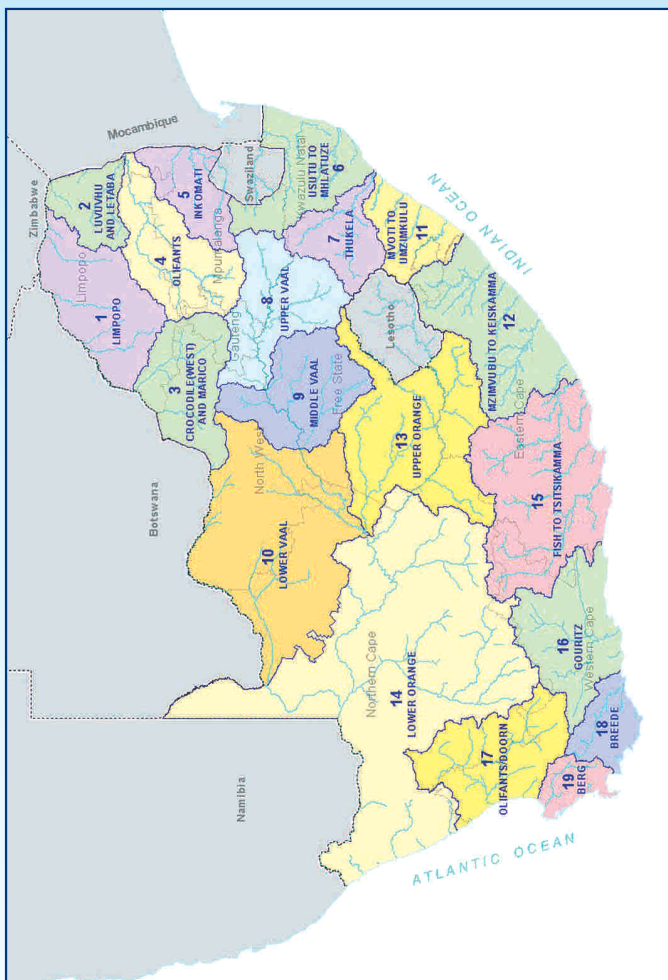 Zimbabwe
Mocambique
Botswana
Namibia
Swaziland
Lesotho
Limpopo
Mpumalanga
Gauteng
North West
Free State
wazulu Natal
Northern Cape
Eastern Cape
Western Cape
1
LIMPOPO
2
LUVUVHU
AND LETABA
3
CROCODILE(WEST)
AND MARICO
4
OLIFANTS
5
INKOMATI
6
USUTU TO
MHLATUZE
7
THUKELA
8
UPPER VAAL
9
MIDDLE VAAL
10
LOWER VAAL
11
MVOTI TO
UMZIMKULU
12
MZIMVUBU TO KEISKAMMA
13
UPPER ORANGE
14
LOWER ORANGE
15
FISH TO TSITSIKAMMA
16
GOURITZ
17
OLIFANTS/DOORN
18
BREEDE
19
BERG
INDIAN OCEAN
ATLANTIC OCEAN